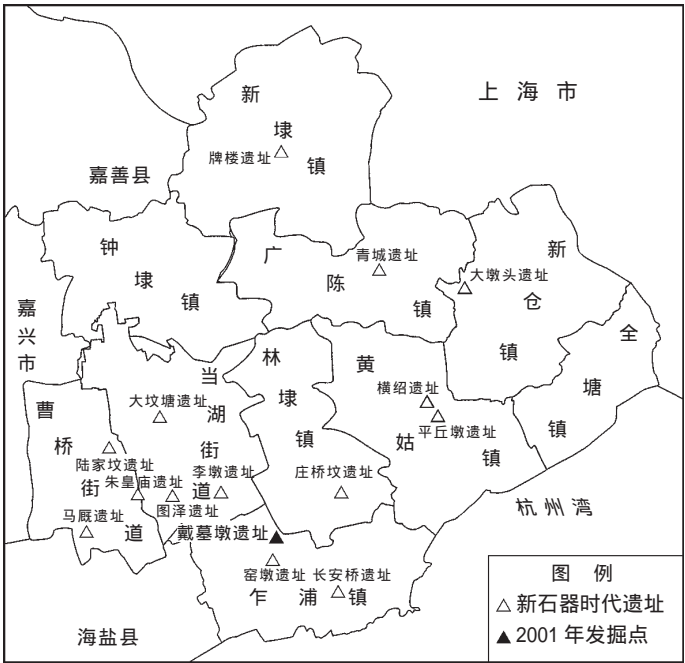 上海市
新埭镇
牌楼遗址
嘉善县
钟埭镇
广陈镇
青城遗址
新仓镇
大墩头遗址
嘉兴市
全塘镇
林埭镇
黄姑镇
当湖街道
横绍遗址
平丘墩遗址
大坟塘遗址
曹桥街道
陆家坟遗址
朱皇庙遗址
李墩遗址
庄桥坟遗址
图泽遗址
马厩遗址
戴墓墩遗址
杭州湾
窑墩遗址
长安桥遗址
乍浦镇
海盐县
图例
新石器时代遗址
2001年发掘点